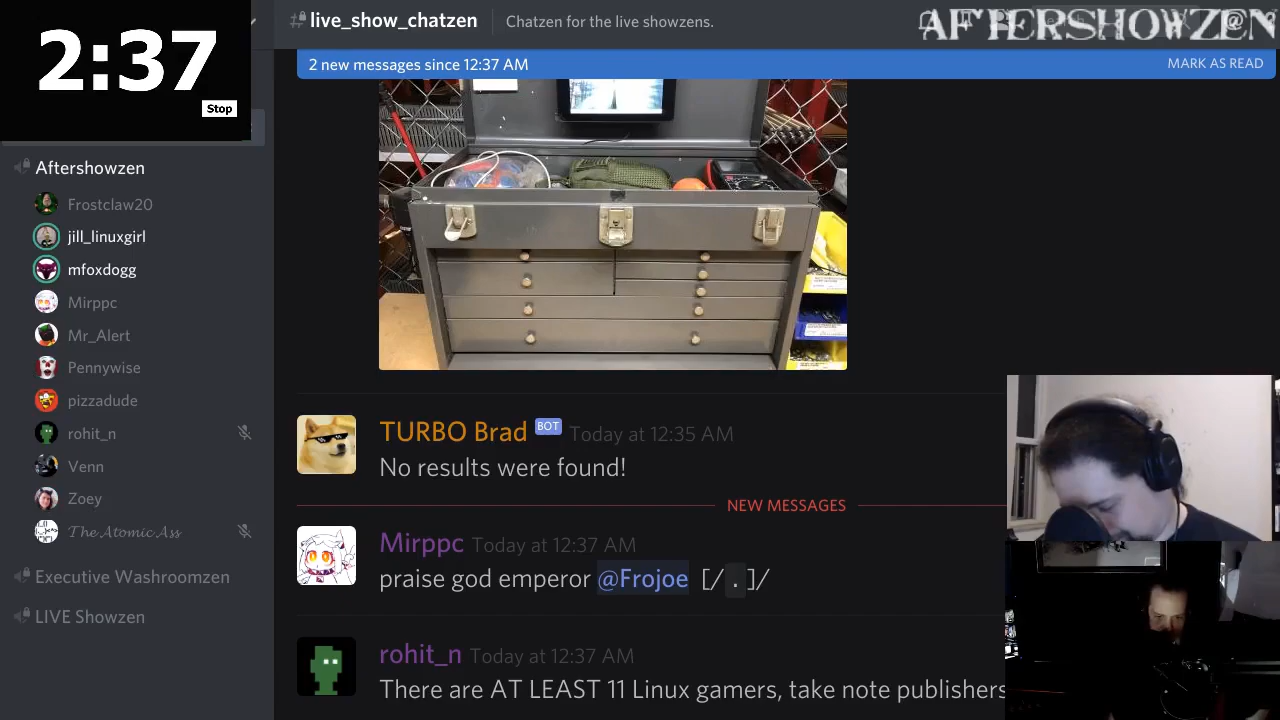 2:37
Stop
live_show_chatzen
Chatzen for the live showzens.
AFTERSHOWZEN
2 new messages since 12:37 AM
MARK AS READ
Aftershowzen
Frostclaw20
jill_linuxgirl
mfoxdogg
Mirppc
Mr_Alert
Pennywise
pizzadude
rohit_n
Venn
Zoey
The Atomic Ass
Executive Washroomzen
LIVE Showzen
TURBO Brad BOT Today at 12:35 AM
No results were found!
NEW MESSAGES
Mirppc Today at 12:37 AM
praise god emperor @Frojoe [/ . ]/
rohit_n Today at 12:37 AM
There are AT LEAST 11 Linux gamers, take note publishers